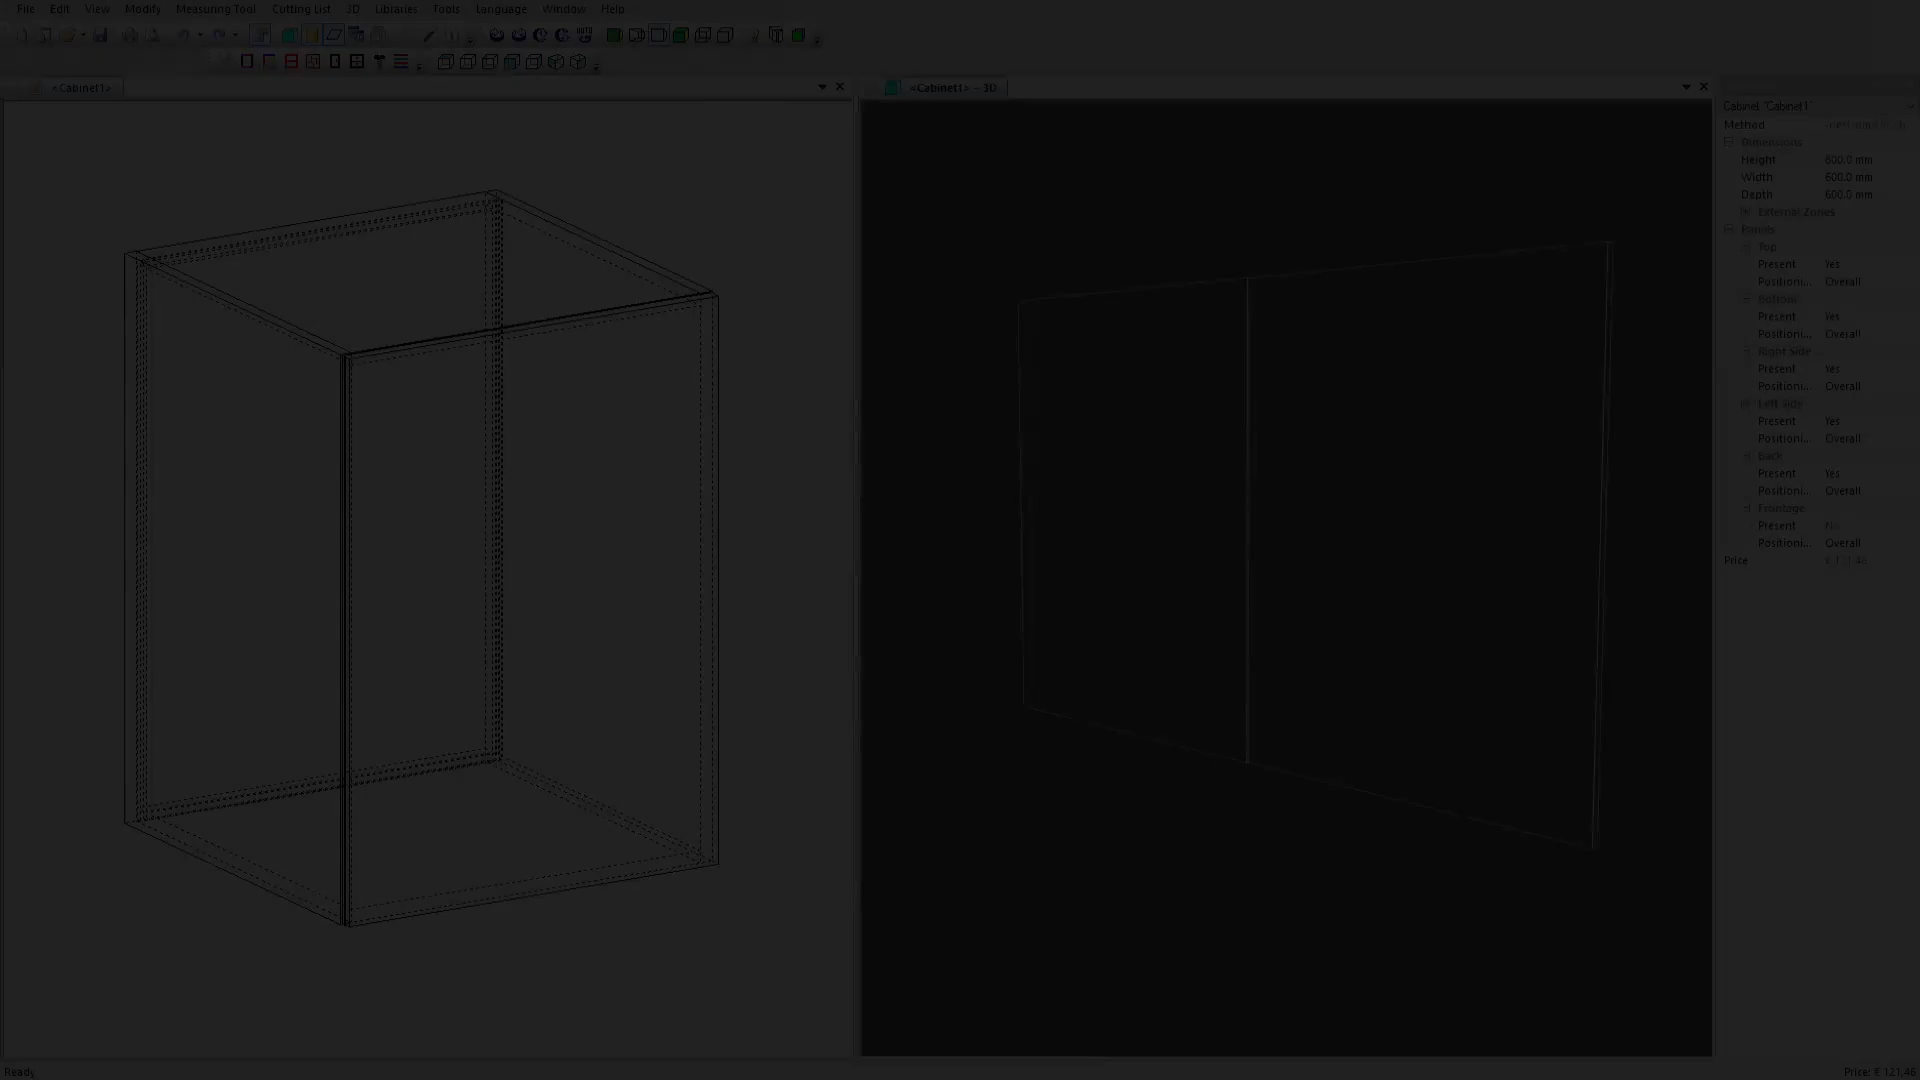 File Edit View Modify Measuring Tool Cutting List 3D Libraries Tools Language Window Help
<Cabinet1>
<Cabinet1> - 3D
Cabinet "Cabinet1"
Method
Dimensions
Height 800.0 mm
Width 600.0 mm
Depth 600.0 mm
External Zones
Panels
Top
Present Yes
Positioni... Overall
Bottom
Present Yes
Positioni... Overall
Right Side
Present Yes
Positioni... Overall
Left Side
Present Yes
Positioni... Overall
Back
Present Yes
Positioni... Overall
Frontage
Present No
Positioni... Overall
Price € 121,46
Ready
Price: € 121,46